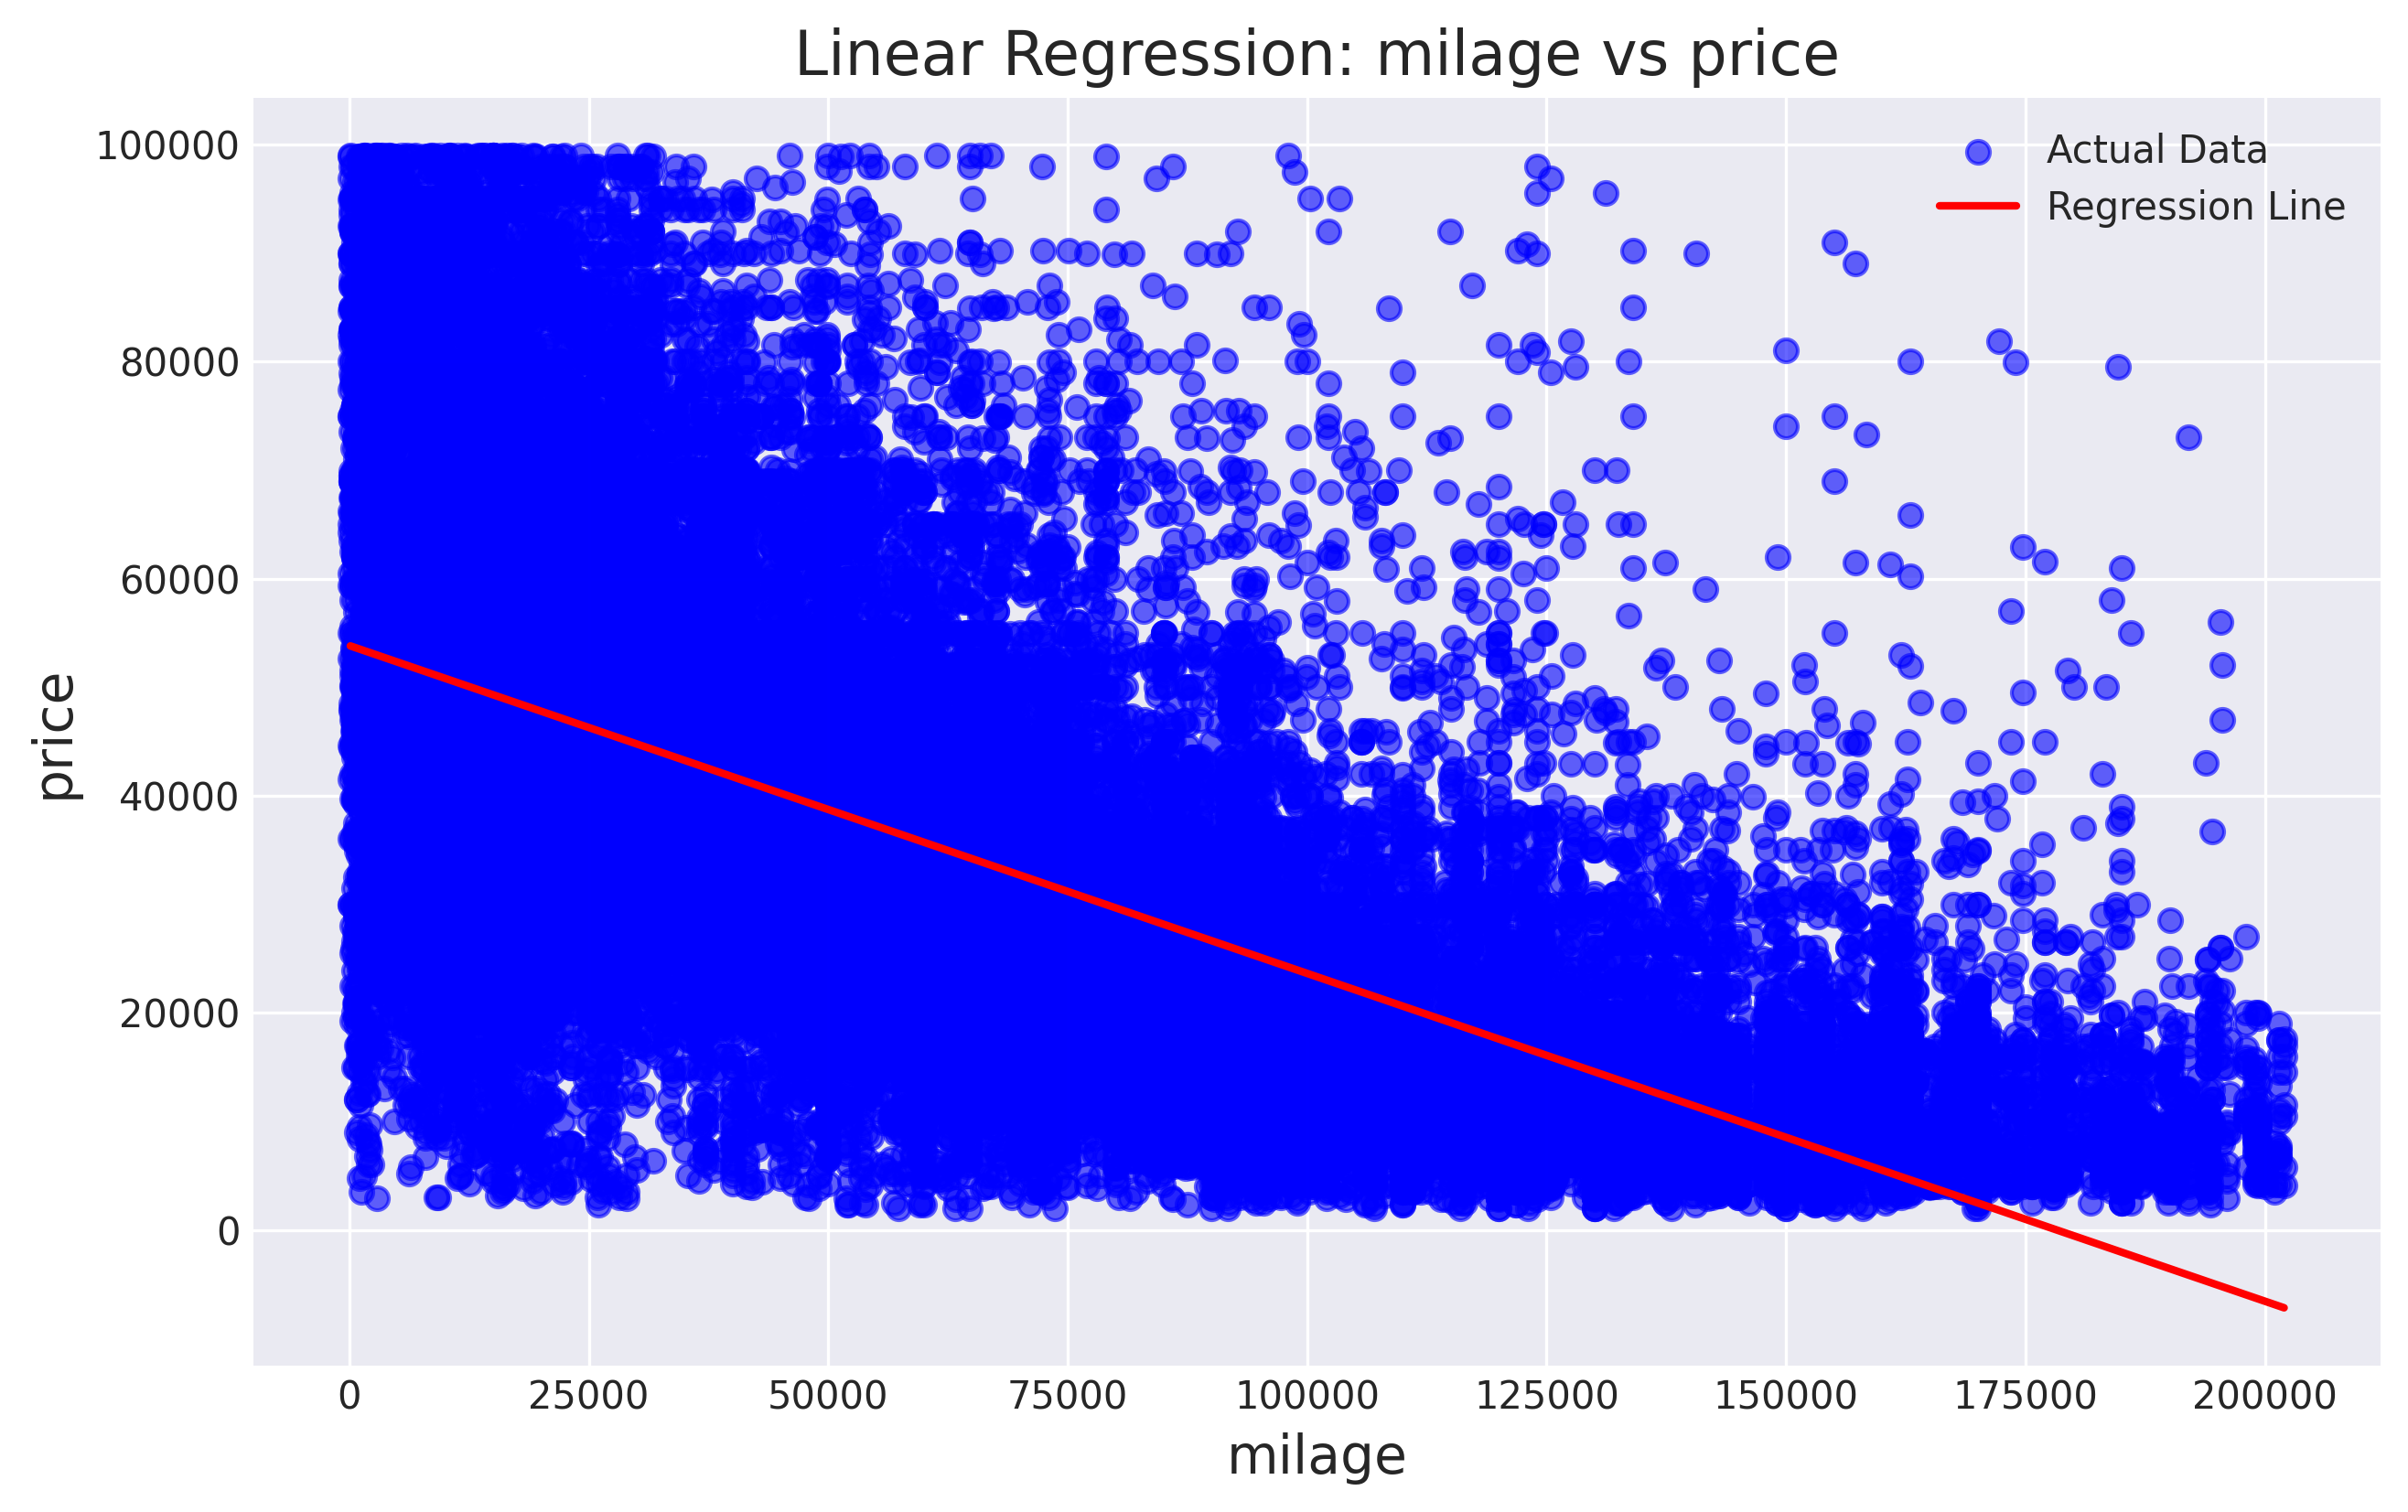 Linear Regression: milage vs price
Actual Data
Regression Line
price
100000
80000
60000
40000
20000
0
0 25000 50000 75000 100000 125000 150000 175000 200000
milage